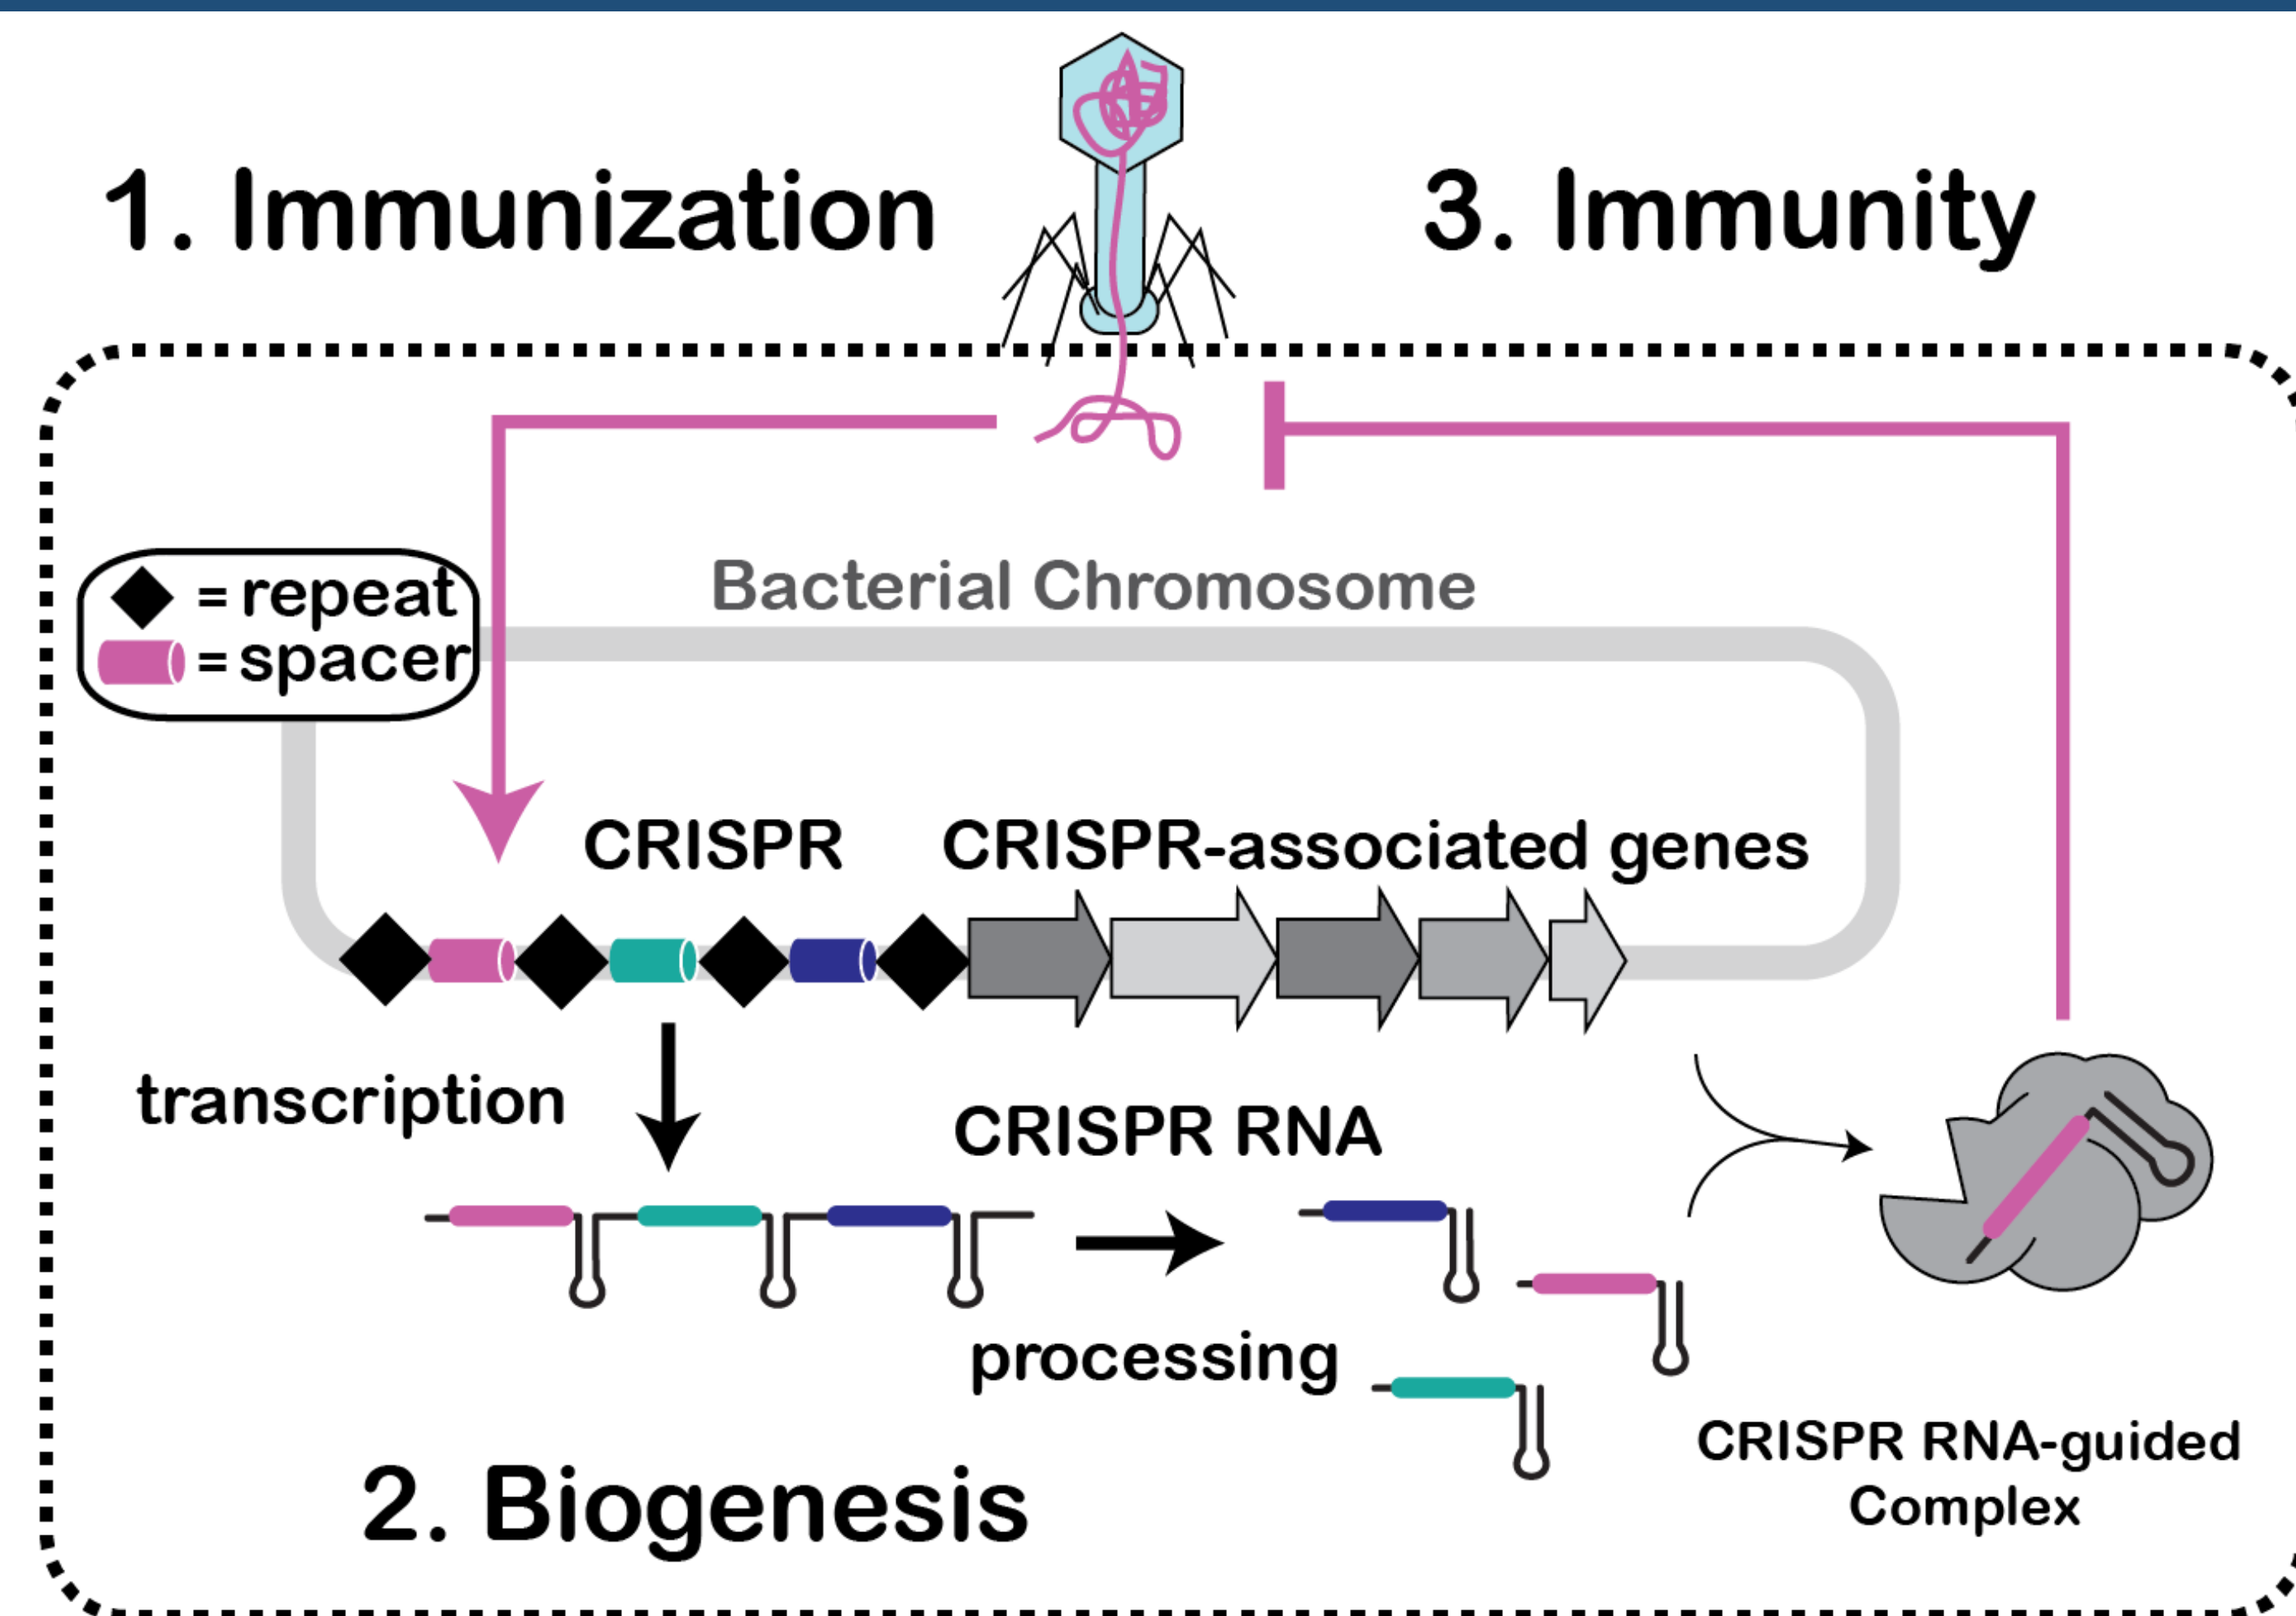 1. Immunization
3. Immunity
= repeat
= spacer
Bacterial Chromosome
CRISPR
CRISPR-associated genes
transcription
CRISPR RNA
processing
2. Biogenesis
CRISPR RNA-guided
Complex